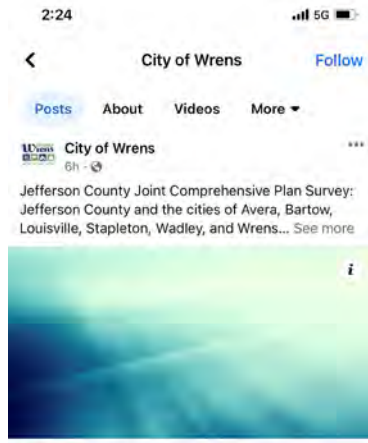 2:24
5G
< City of Wrens Follow
Posts About Videos More
Wrens City of Wrens
6h
Jefferson County Joint Comprehensive Plan Survey:
Jefferson County and the cities of Avera, Bartow,
Louisville, Stapleton, Wadley, and Wrens... See more
i